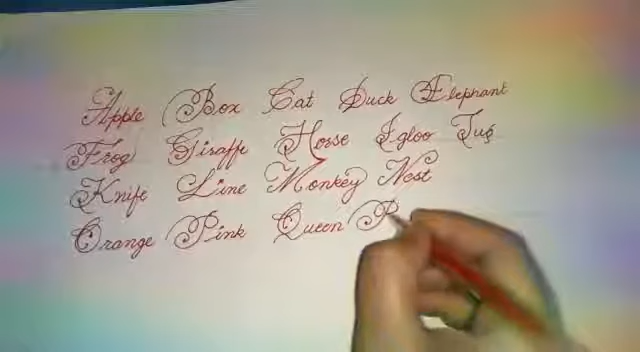 Apple Box Cat Duck Elephant
Frog Giraffe Horse Igloo Jug
Knife Line Monkey Nest
Orange Pink Queen